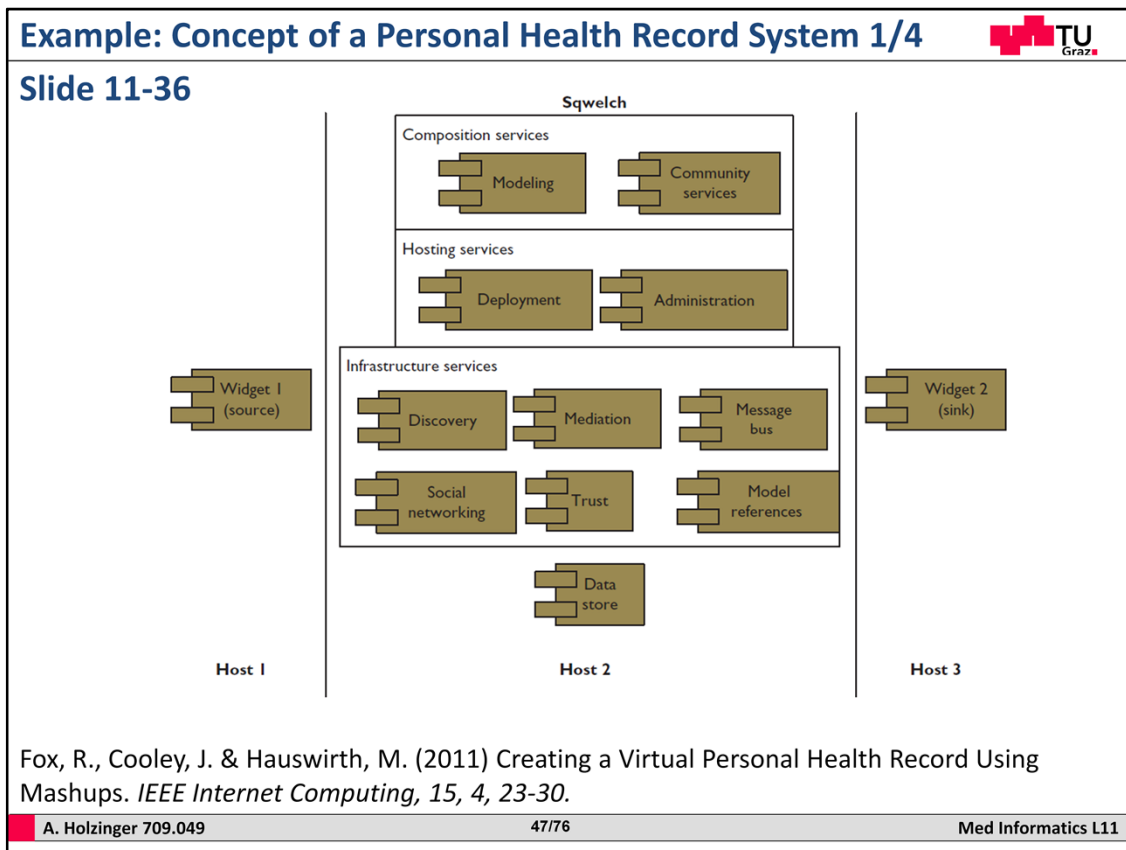 Example: Concept of a Personal Health Record System 1/4
TU
Graz
Slide 11-36
Sqwelch
Composition services
Modeling
Community
services
Hosting services
Deployment
Administration
Infrastructure services
Widget 1
(source)
Discovery
Mediation
Message
bus
Widget 2
(sink)
Social
networking
Trust
Model
references
Data
store
Host 1
Host 2
Host 3
Fox, R., Cooley, J. & Hauswirth, M. (2011) Creating a Virtual Personal Health Record Using
Mashups. IEEE Internet Computing, 15, 4, 23-30.
A. Holzinger 709.049
47/76
Med Informatics L11